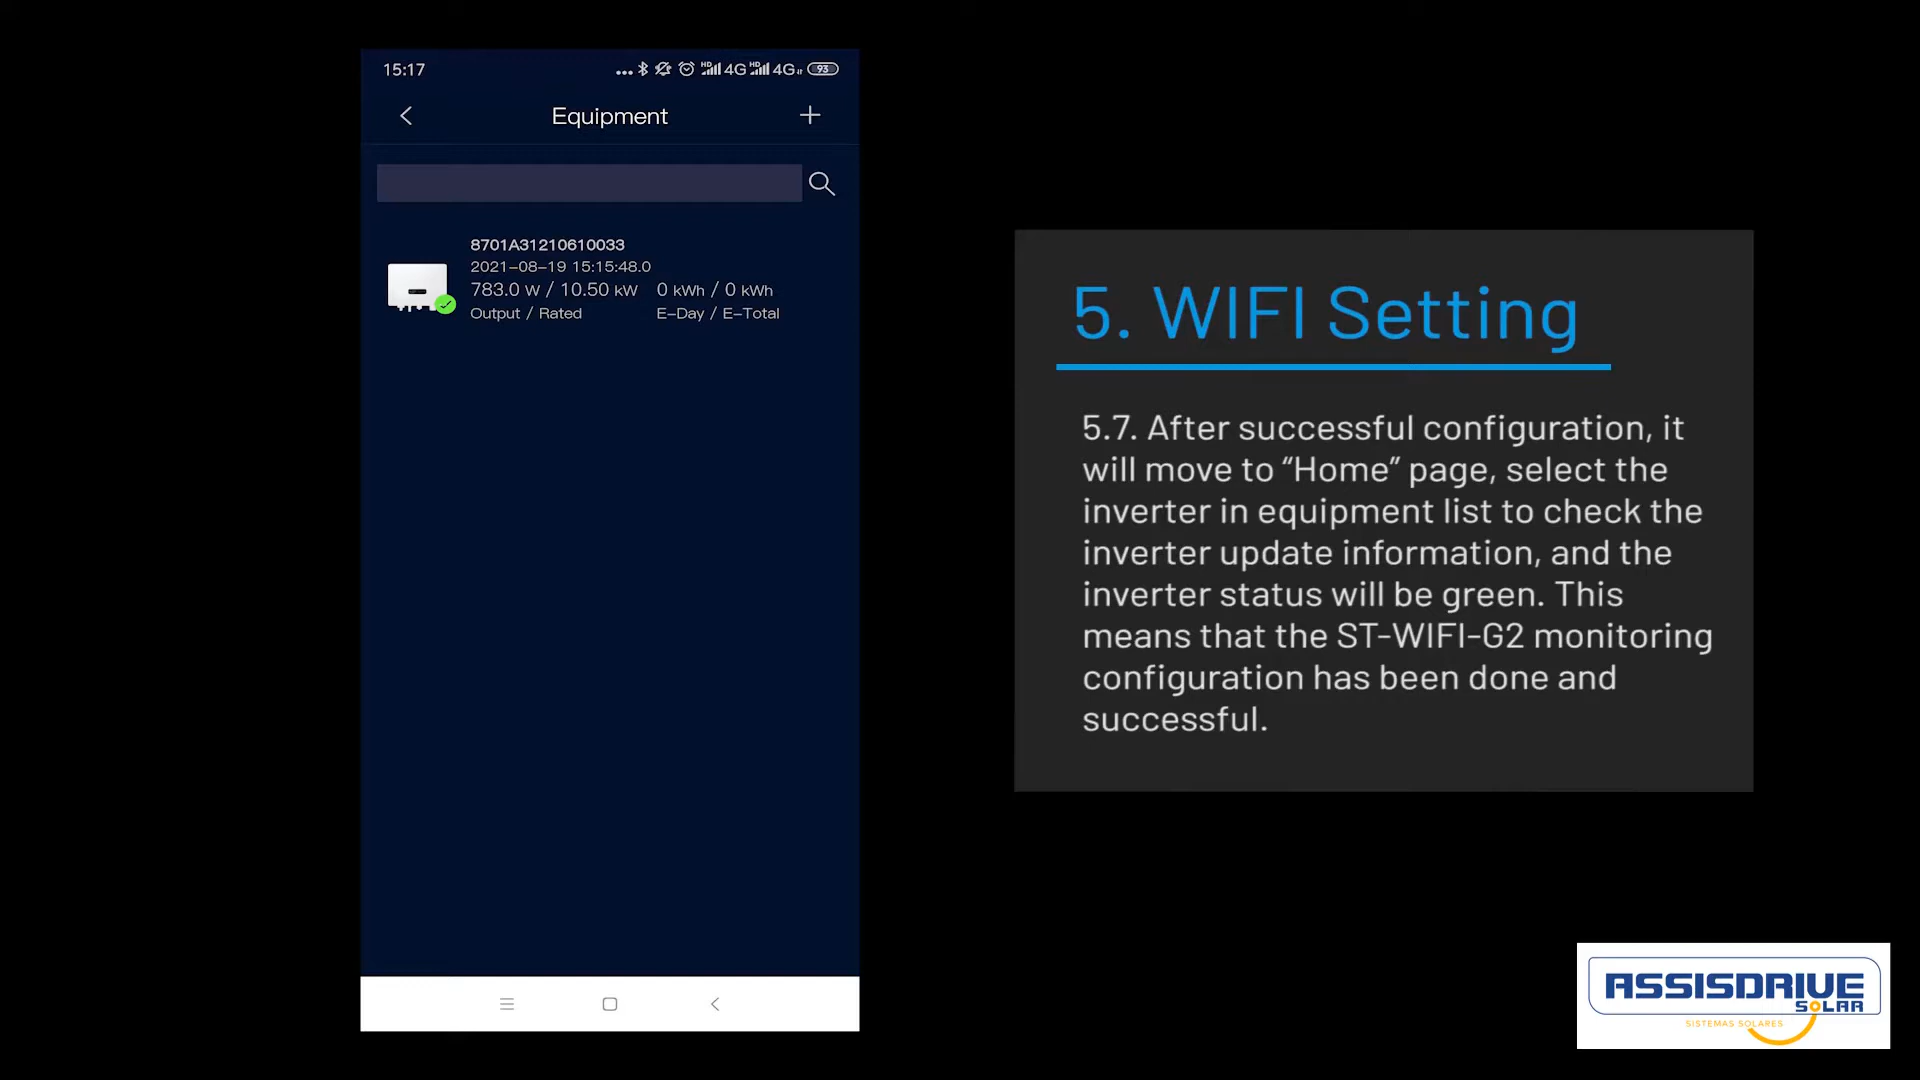 15:17
4G 4G 93
Equipment
8701A31210610033
2021-08-19 15:15:48.0
783.0 W / 10.50 kW 0 kWh / 0 kWh
Output / Rated E-Day / E-Total
5. WIFI Setting
5.7. After successful configuration, it
will move to “Home” page, select the
inverter in equipment list to check the
inverter update information, and the
inverter status will be green. This
means that the ST-WIFI-G2 monitoring
configuration has been done and
successful.
ASSISDRIVE
SOLAR
SISTEMAS SOLARES